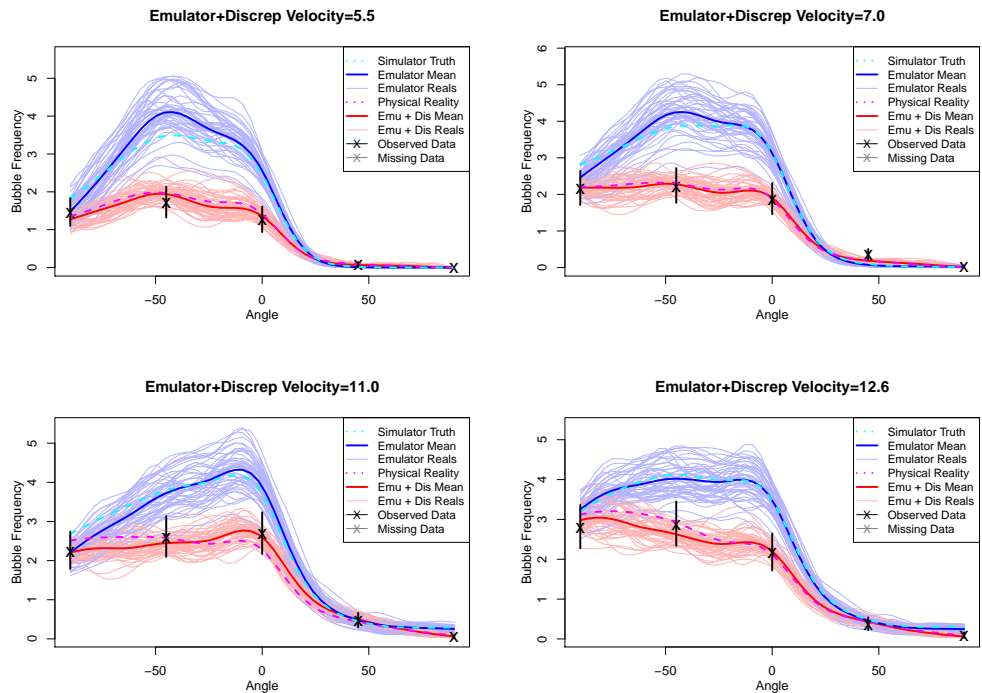 Emulator+Discrep Velocity=5.5
Bubble Frequency
5
4
3
2
1
0
−50
0
50
Angle
Simulator Truth
Emulator Mean
Emulator Reals
Physical Reality
Emu + Dis Mean
Emu + Dis Reals
Observed Data
Missing Data
Emulator+Discrep Velocity=7.0
Bubble Frequency
6
5
4
3
2
1
0
−50
0
50
Angle
Simulator Truth
Emulator Mean
Emulator Reals
Physical Reality
Emu + Dis Mean
Emu + Dis Reals
Observed Data
Missing Data
Emulator+Discrep Velocity=11.0
Bubble Frequency
5
4
3
2
1
0
−50
0
50
Angle
Simulator Truth
Emulator Mean
Emulator Reals
Physical Reality
Emu + Dis Mean
Emu + Dis Reals
Observed Data
Missing Data
Emulator+Discrep Velocity=12.6
Bubble Frequency
5
4
3
2
1
0
−50
0
50
Angle
Simulator Truth
Emulator Mean
Emulator Reals
Physical Reality
Emu + Dis Mean
Emu + Dis Reals
Observed Data
Missing Data